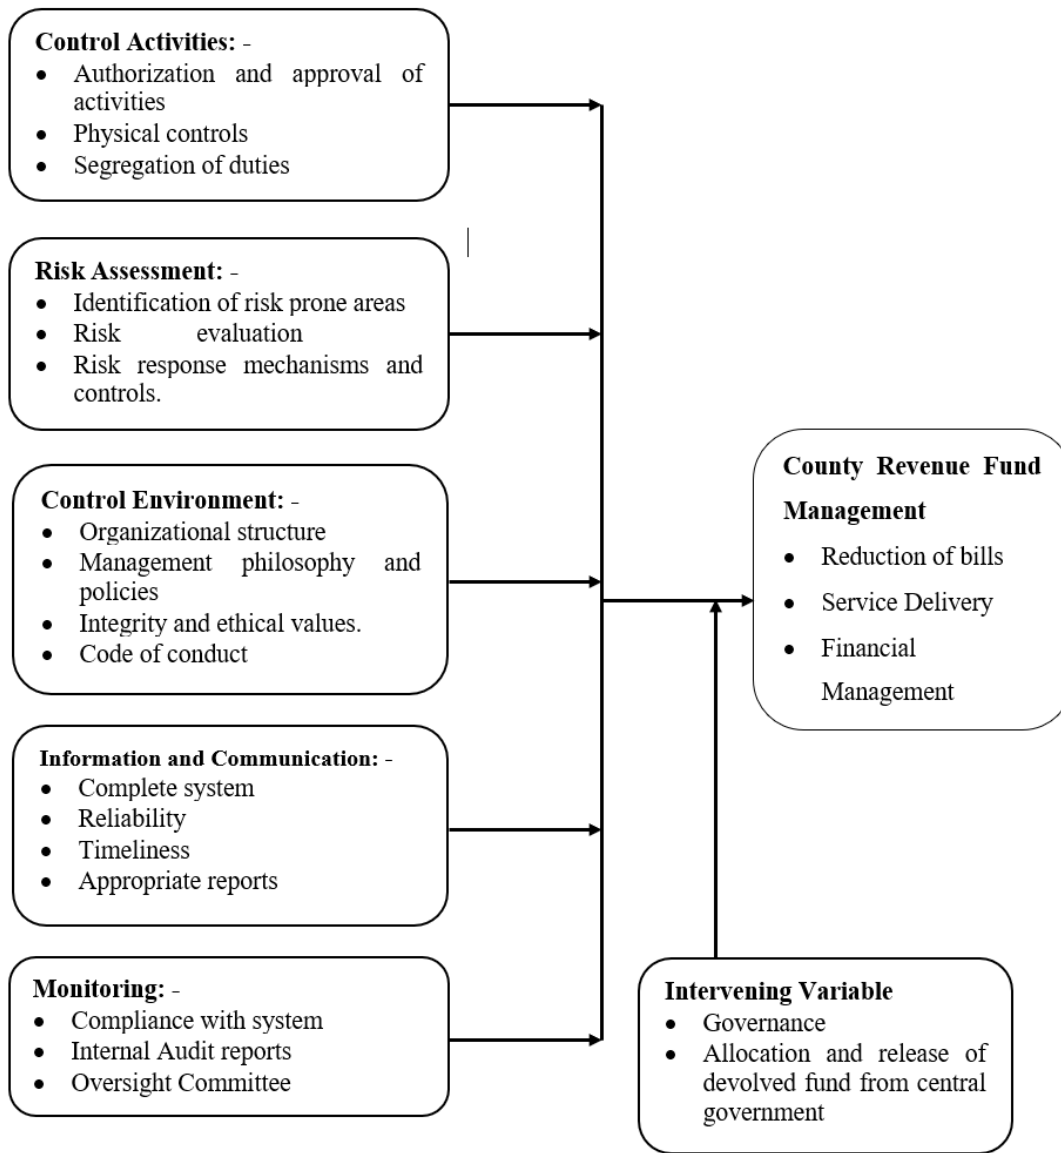 Control Activities: -
• Authorization and approval of
activities
• Physical controls
• Segregation of duties
Risk Assessment: -
• Identification of risk prone areas
• Risk evaluation
• Risk response mechanisms and
controls.
Control Environment: -
• Organizational structure
• Management philosophy and
policies
• Integrity and ethical values.
• Code of conduct
Information and Communication: -
• Complete system
• Reliability
• Timeliness
• Appropriate reports
Monitoring: -
• Compliance with system
• Internal Audit reports
• Oversight Committee
County Revenue Fund
Management
• Reduction of bills
• Service Delivery
• Financial
Management
Intervening Variable
• Governance
• Allocation and release of
devolved fund from central
government